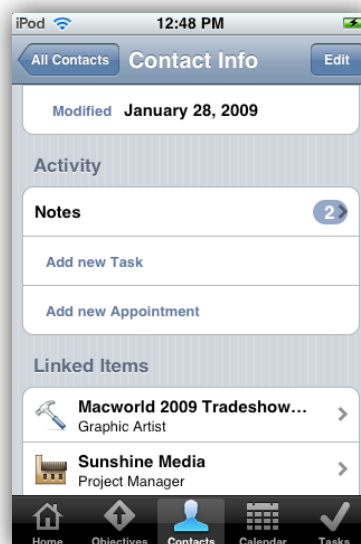 iPod 12:48 PM
All Contacts Contact Info Edit
Modified January 28, 2009
Activity
Notes 2
Add new Task
Add new Appointment
Linked Items
Macworld 2009 Tradeshow...
Graphic Artist
Sunshine Media
Project Manager
Home Objectives Contacts Calendar Tasks